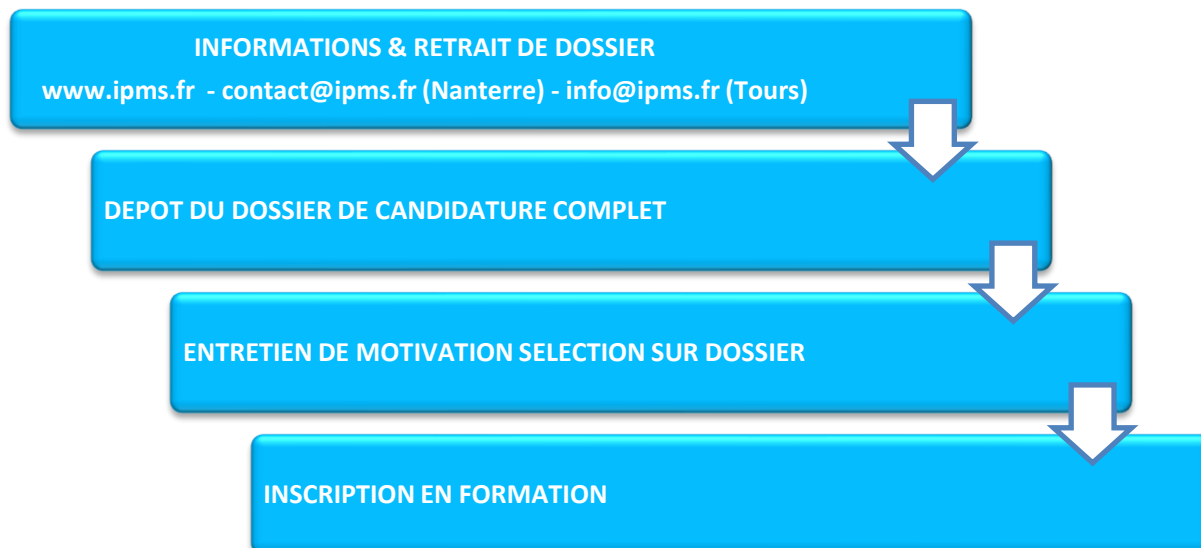 INFORMATIONS & RETRAIT DE DOSSIER
www.ipms.fr - contact@ipms.fr (Nanterre) - info@ipms.fr (Tours)
DEPOT DU DOSSIER DE CANDIDATURE COMPLET
ENTRETIEN DE MOTIVATION SELECTION SUR DOSSIER
INSCRIPTION EN FORMATION